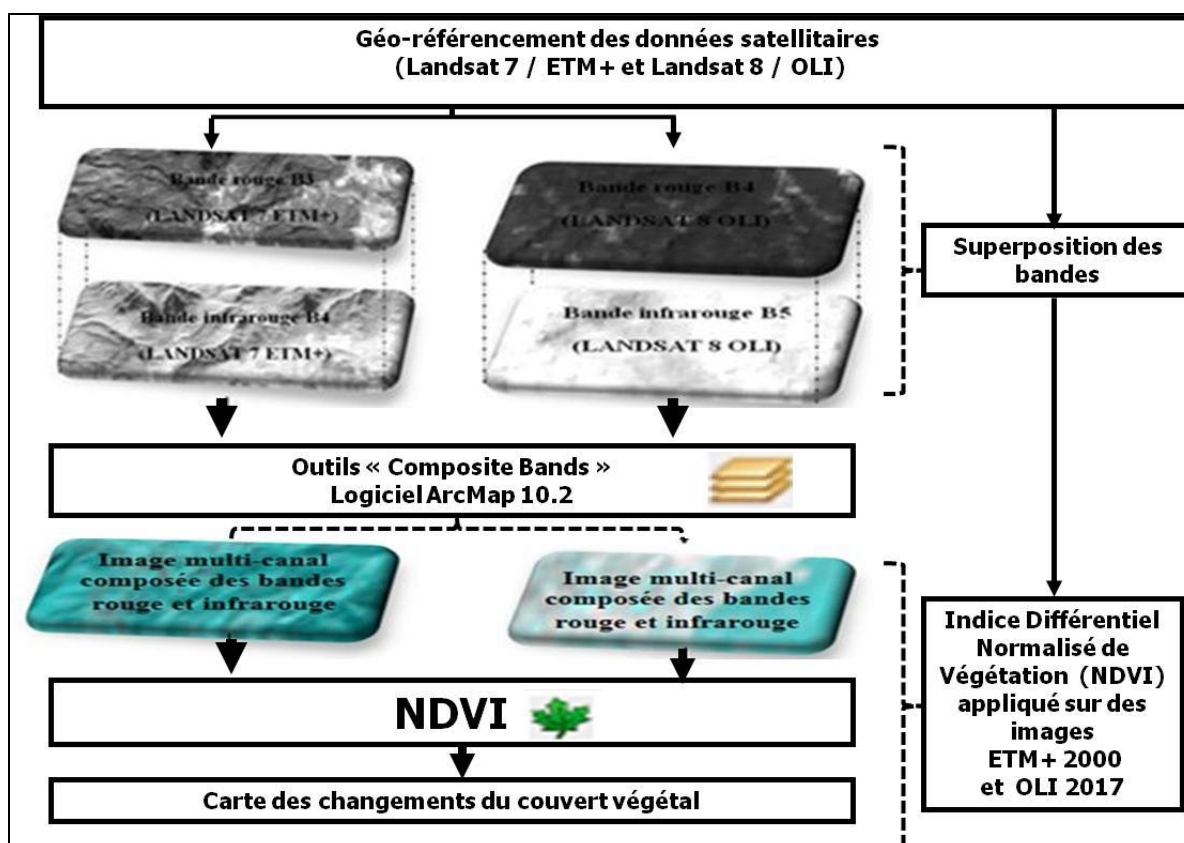 Géo-référencement des données satellitaires
(Landsat 7 / ETM+ et Landsat 8 / OLI)
Bande rouge B3
(LANDSAT 7 ETM+)
Bande rouge B4
(LANDSAT 8 OLI)
Bande infrarouge B4
(LANDSAT 7 ETM+)
Bande infrarouge B5
(LANDSAT 8 OLI)
Superposition des
bandes
Outils « Composite Bands »
Logiciel ArcMap 10.2
Image multi-canal
composée des bandes
rouge et infrarouge
Image multi-canal
composée des bandes
rouge et infrarouge
Indice Différentiel
Normalisé de
Végétation (NDVI)
appliqué sur des
images
ETM+ 2000
et OLI 2017
NDVI
Carte des changements du couvert végétal